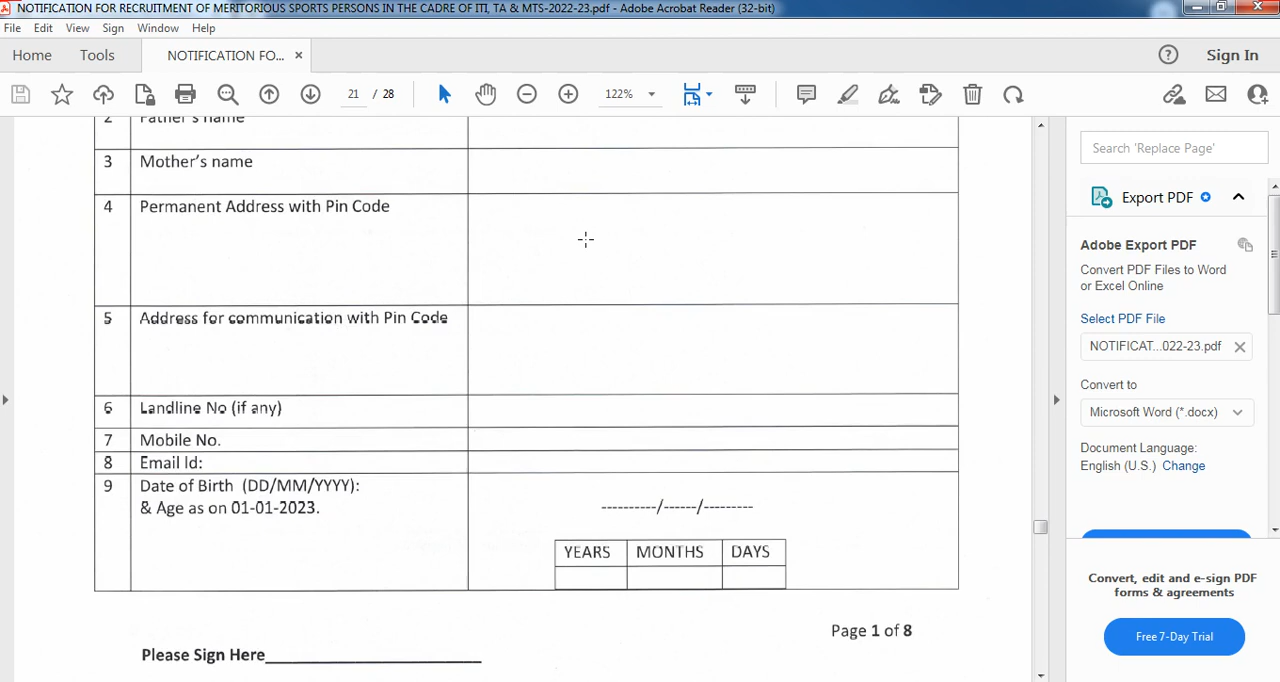 NOTIFICATION FOR RECRUITMENT OF MERITORIOUS SPORTS PERSONS IN THE CADRE OF ITI, TA & MTS-2022-23.pdf - Adobe Acrobat Reader (32-bit)
File Edit View Sign Window Help
Home Tools NOTIFICATION FO... × Sign In
21 / 28 122%
2 Father's name
3 Mother's name
4 Permanent Address with Pin Code
5 Address for communication with Pin Code
6 Landline No (if any)
7 Mobile No.
8 Email Id:
9 Date of Birth (DD/MM/YYYY):
& Age as on 01-01-2023.
----------/------/---------
YEARS MONTHS DAYS
Page 1 of 8
Please Sign Here________________________
Search 'Replace Page'
Export PDF
Adobe Export PDF
Convert PDF Files to Word
or Excel Online
Select PDF File
NOTIFICAT...022-23.pdf
Convert to
Microsoft Word (*.docx)
Document Language:
English (U.S.) Change
Convert, edit and e-sign PDF
forms & agreements
Free 7-Day Trial